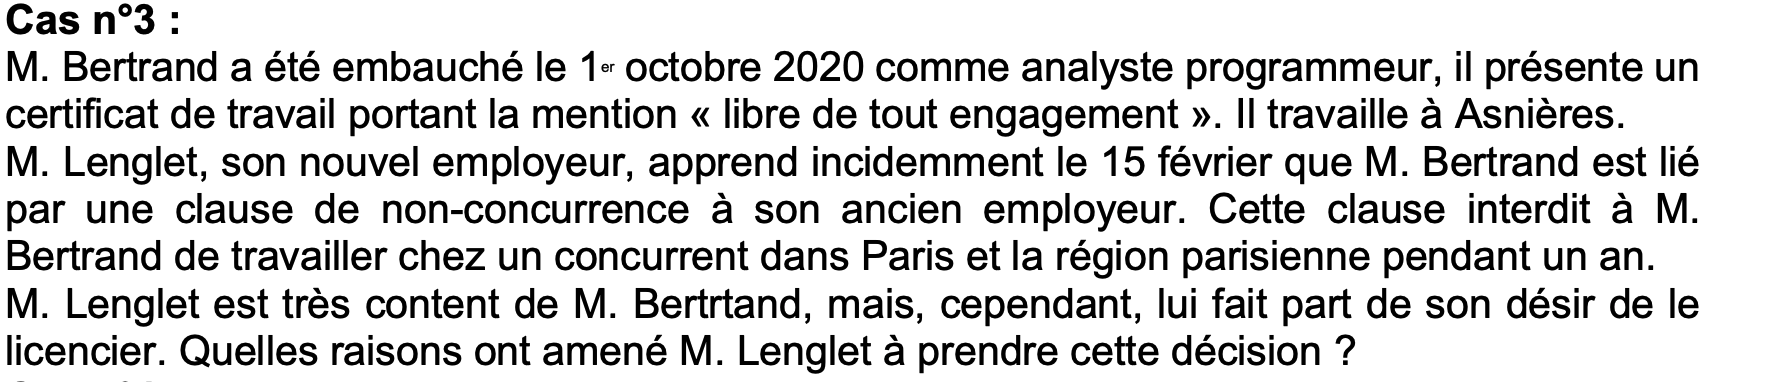 Cas n°3 :
M. Bertrand a été embauché le 1er octobre 2020 comme analyste programmeur, il présente un
certificat de travail portant la mention « libre de tout engagement ». Il travaille à Asnières.
M. Lenglet, son nouvel employeur, apprend incidemment le 15 février que M. Bertrand est lié
par une clause de non-concurrence à son ancien employeur. Cette clause interdit à M.
Bertrand de travailler chez un concurrent dans Paris et la région parisienne pendant un an.
M. Lenglet est très content de M. Bertrtand, mais, cependant, lui fait part de son désir de le
licencier. Quelles raisons ont amené M. Lenglet à prendre cette décision ?